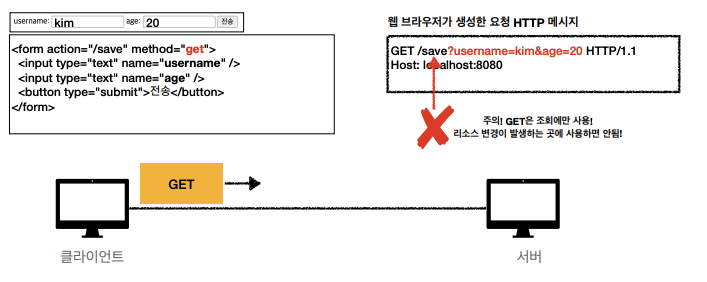 username: kim age: 20 전송
<form action="/save" method="get">
<input type="text" name="username" />
<input type="text" name="age" />
<button type="submit">전송</button>
</form>
웹 브라우저가 생성한 요청 HTTP 메시지
GET /save?username=kim&age=20 HTTP/1.1
Host: localhost:8080
주의! GET은 조회에만 사용!
리소스 변경이 발생하는 곳에 사용하면 안됨!
GET
클라이언트
서버